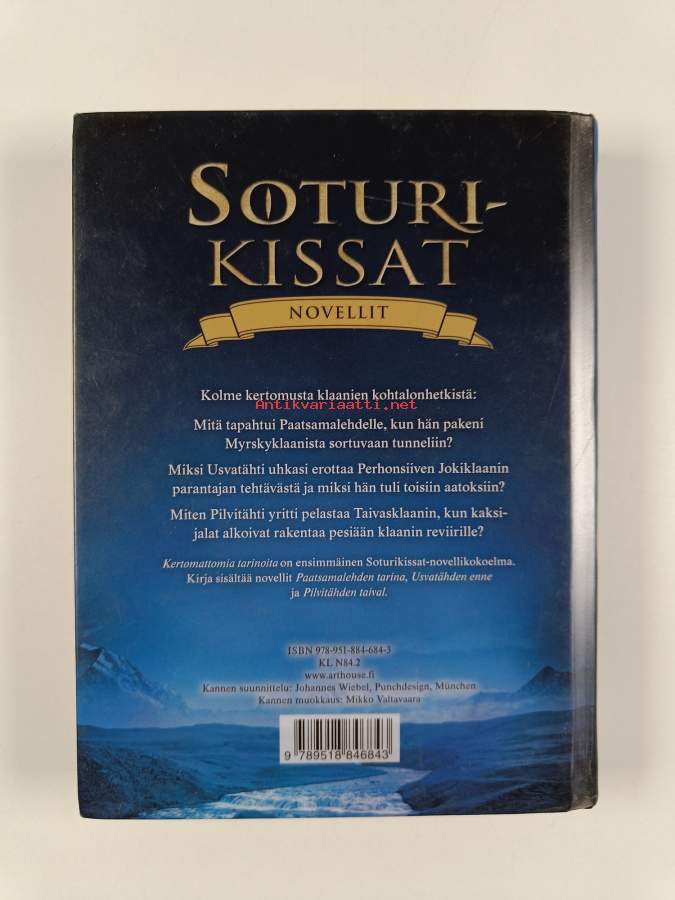 SOTURI-
KISSAT
NOVELLIT
Kolme kertomusta klaanien kohtalonhetkistä:
Antikvariaatti.net
Mitä tapahtui Paatsamalehdelle, kun hän pakeni
Myrskyklaanista sortuvaan tunneliin?
Miksi Usvatähti uhkasi erottaa Perhonsiiven Jokiklaanin
parantajan tehtävästä ja miksi hän tuli toisiin aatoksiin?
Miten Pilvitähti yritti pelastaa Taivasklaanin, kun kaksi-
jalat alkoivat rakentaa pesiään klaanin reviirille?
Kertomattomia tarinoita on ensimmäinen Soturikissat-novellikokoelma.
Kirja sisältää novellit Paatsamalehden tarina, Usvatähden enne
ja Pilvitähden taival.
ISBN 978-951-884-684-3
KL N84.2
www.arthouse.fi
Kannen suunnittelu: Johannes Wiebel, Punchdesign, München
Kannen muokkaus: Mikko Valtavaara
9 789518 846843